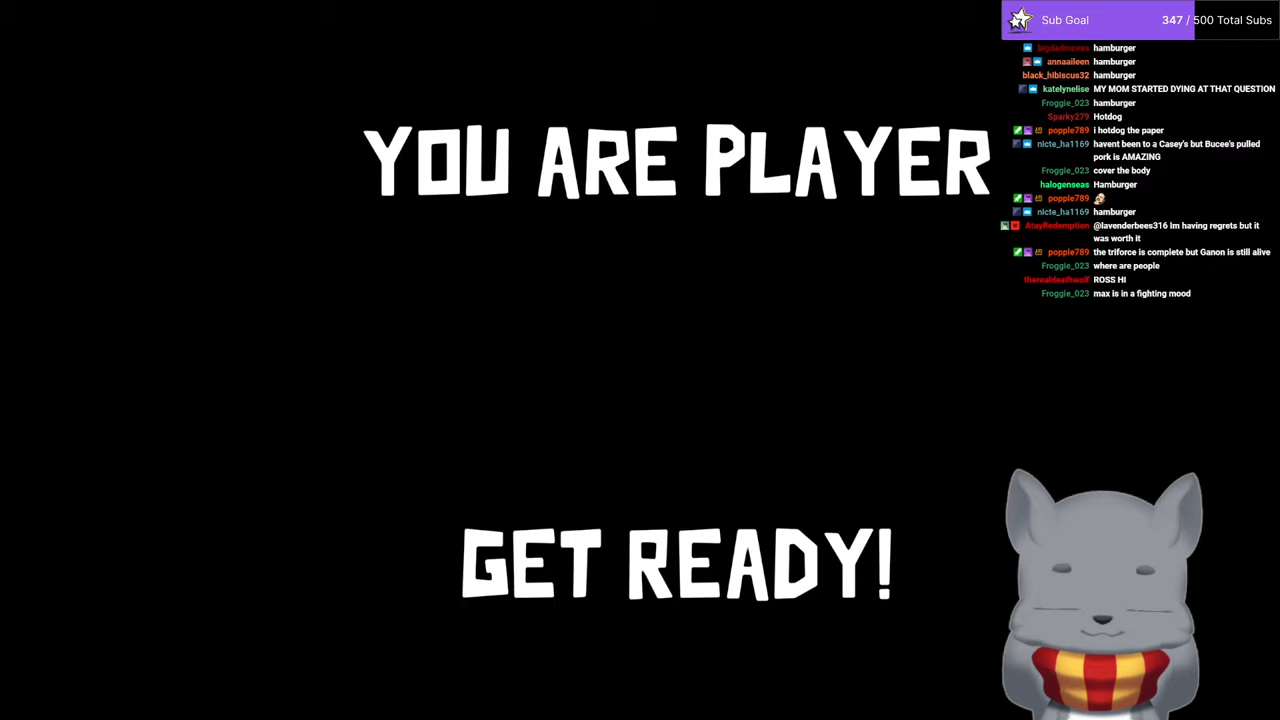 Sub Goal 347 / 500 Total Subs
bigdadmoves hamburger
annaaileen hamburger
black_hibiscus32 hamburger
katelynelise MY MOM STARTED DYING AT THAT QUESTION
Froggie_023 hamburger
Sparky279 Hotdog
popple789 i hotdog the paper
nicte_ha1169 havent been to a Casey's but Bucee's pulled
pork is AMAZING
Froggie_023 cover the body
halogenseas Hamburger
popple789
nicte_ha1169 hamburger
AtayRedemption @lavenderbees316 Im having regrets but it
was worth it
popple789 the triforce is complete but Ganon is still alive
Froggie_023 where are people
therealdeathwolf ROSS HI
Froggie_023 max is in a fighting mood
YOU ARE PLAYER
GET READY!